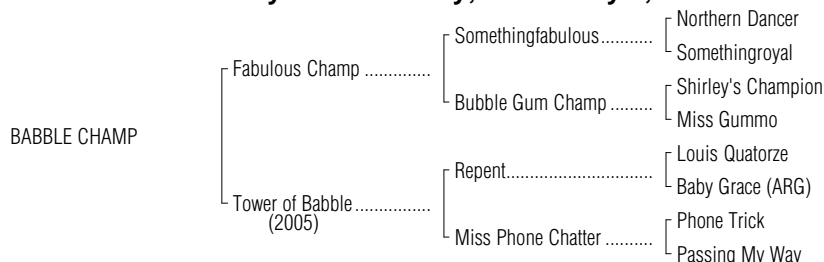 Northern Dancer
Somethingfabulous...........
Somethingroyal
Fabulous Champ ..............
Shirley's Champion
Bubble Gum Champ .........
Miss Gummo
BABBLE CHAMP
Louis Quatorze
Repent..............................
Baby Grace (ARG)
Tower of Babble ................
(2005)
Phone Trick
Miss Phone Chatter ..........
Passing My Way